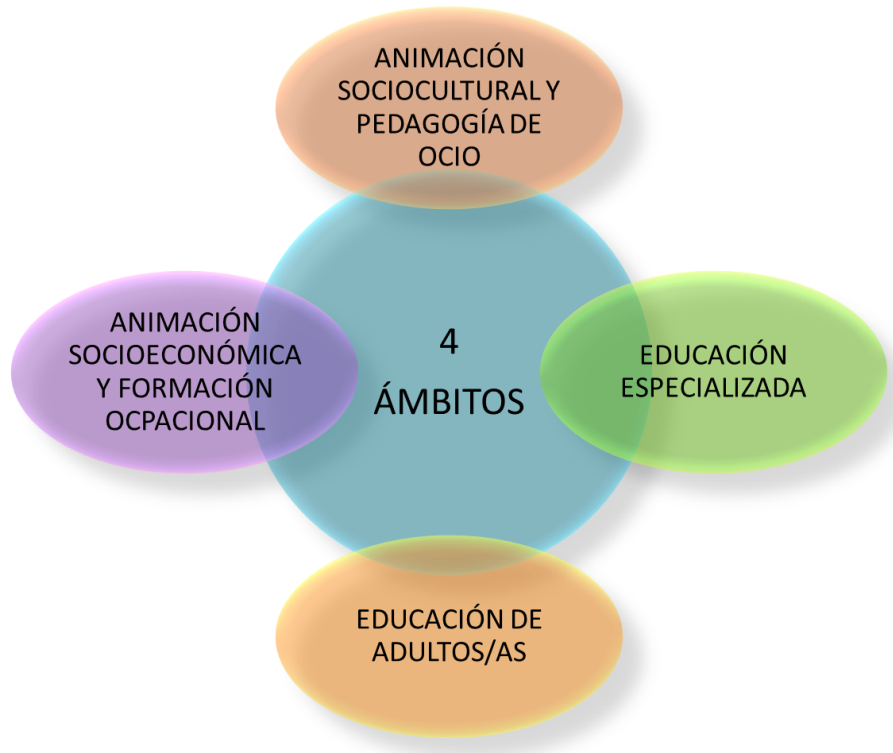 ANIMACIÓN
SOCIOCULTURAL Y
PEDAGOGÍA DE
OCIO
ANIMACIÓN
SOCIOECONÓMICA
Y FORMACIÓN
OCPACIONAL
4
ÁMBITOS
EDUCACIÓN
ESPECIALIZADA
EDUCACIÓN DE
ADULTOS/AS